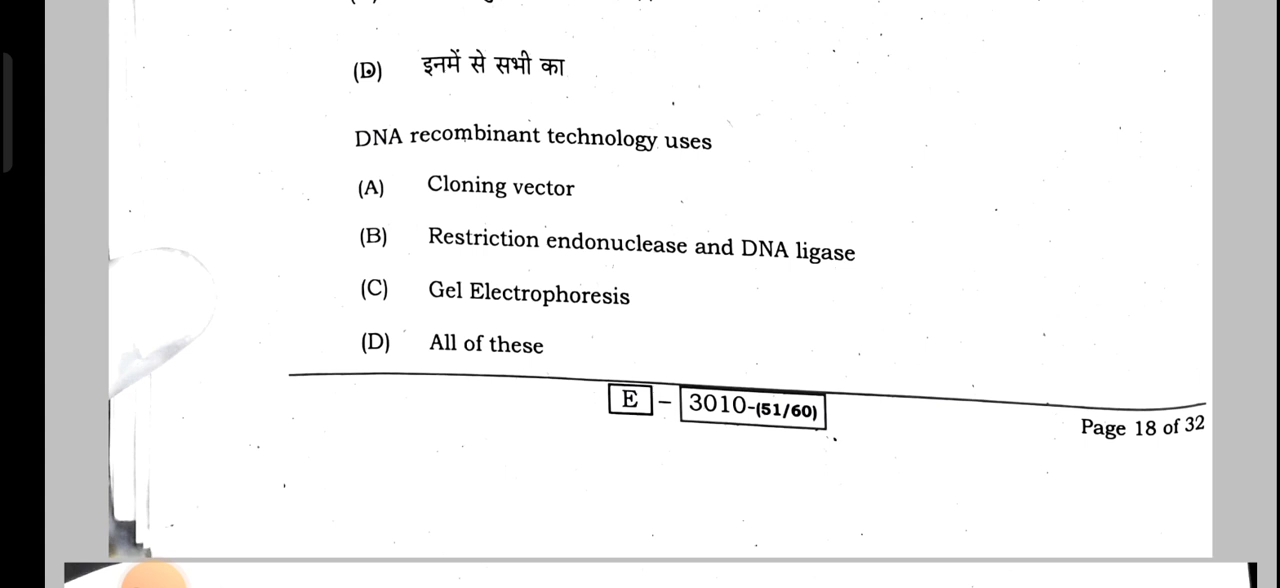 (D) इनमें से सभी का
DNA recombinant technology uses
(A) Cloning vector
(B) Restriction endonuclease and DNA ligase
(C) Gel Electrophoresis
(D) All of these
E – 3010-(51/60)
Page 18 of 32